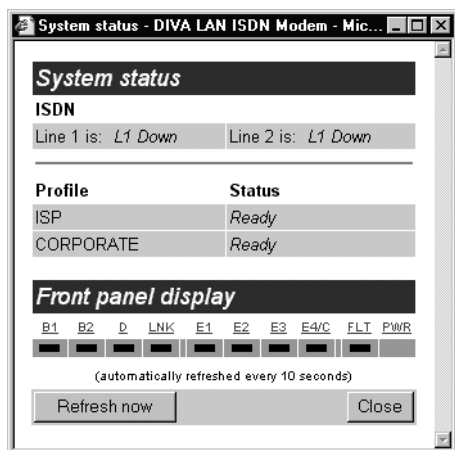 System status - DIVA LAN ISDN Modem - Mic...
System status
ISDN
Line 1 is: L1 Down Line 2 is: L1 Down
Profile Status
ISP Ready
CORPORATE Ready
Front panel display
B1 B2 D LNK E1 E2 E3 E4/C FLT PWR
(automatically refreshed every 10 seconds)
Refresh now Close